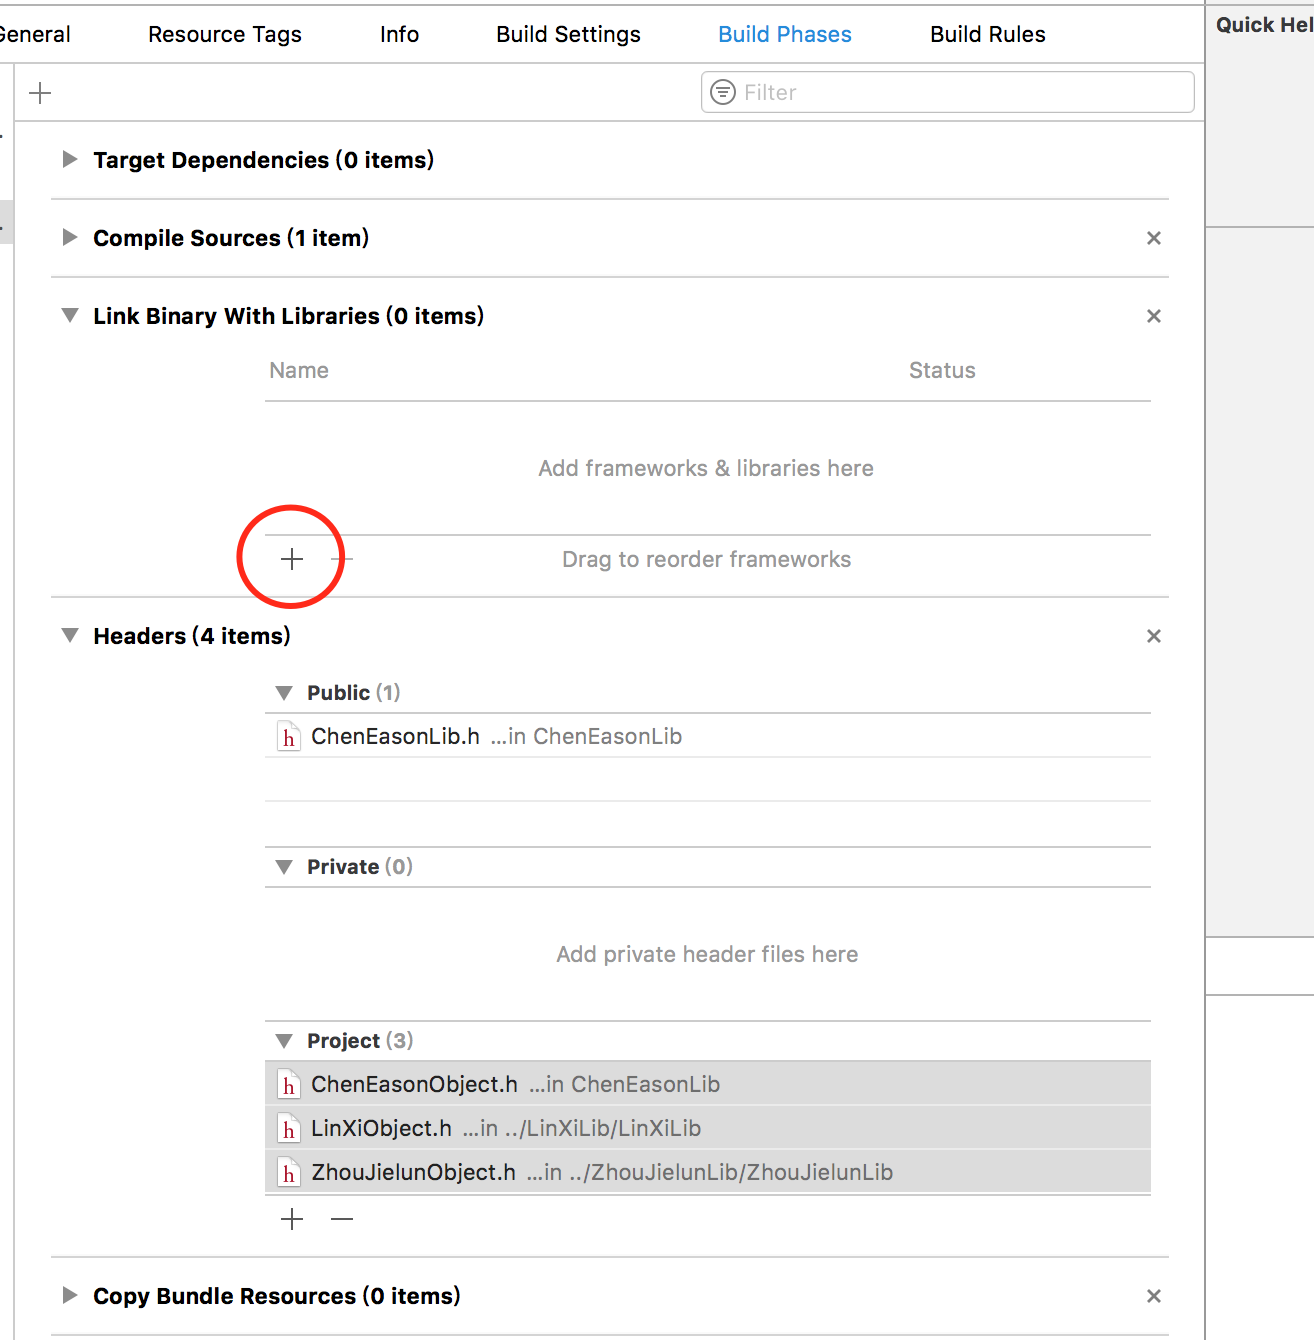 General Resource Tags Info Build Settings Build Phases Build Rules
Quick Hel
Filter
Target Dependencies (0 items)
Compile Sources (1 item)
Link Binary With Libraries (0 items)
Name Status
Add frameworks & libraries here
Drag to reorder frameworks
Headers (4 items)
Public (1)
h ChenEasonLib.h ...in ChenEasonLib
Private (0)
Add private header files here
Project (3)
h ChenEasonObject.h ...in ChenEasonLib
h LinXiObject.h ...in ../LinXiLib/LinXiLib
h ZhouJielunObject.h ...in ../ZhouJielunLib/ZhouJielunLib
Copy Bundle Resources (0 items)